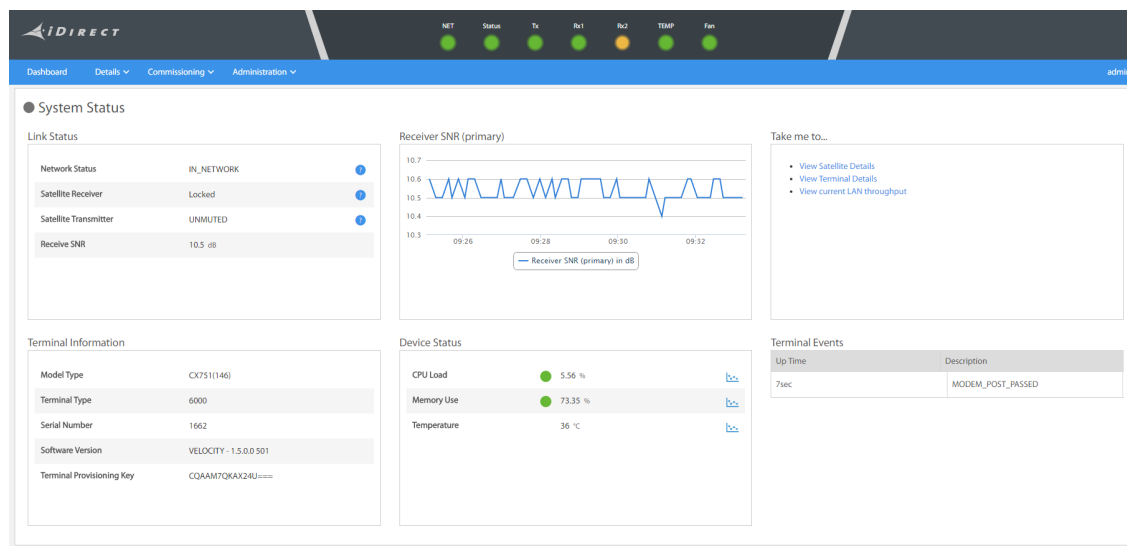 iDIRECT
NET Status Tx Rx1 Rx2 TEMP Fan
Dashboard Details Commissioning Administration admin
System Status
Link Status
Network Status IN_NETWORK ?
Satellite Receiver Locked ?
Satellite Transmitter UNMUTED ?
Receive SNR 10.5 dB
Receiver SNR (primary)
10.7
10.6
10.5
10.4
10.3
09:26 09:28 09:30 09:32
Receiver SNR (primary) in dB
Take me to...
View Satellite Details
View Terminal Details
View current LAN throughput
Terminal Information
Model Type CX751(146)
Terminal Type 6000
Serial Number 1662
Software Version VELOCITY - 1.5.0.0 501
Terminal Provisioning Key CQAAM7QKAX24U===
Device Status
CPU Load 5.56 %
Memory Use 73.35 %
Temperature 36 °C
Terminal Events
Up Time Description
7sec MODEM_POST_PASSED